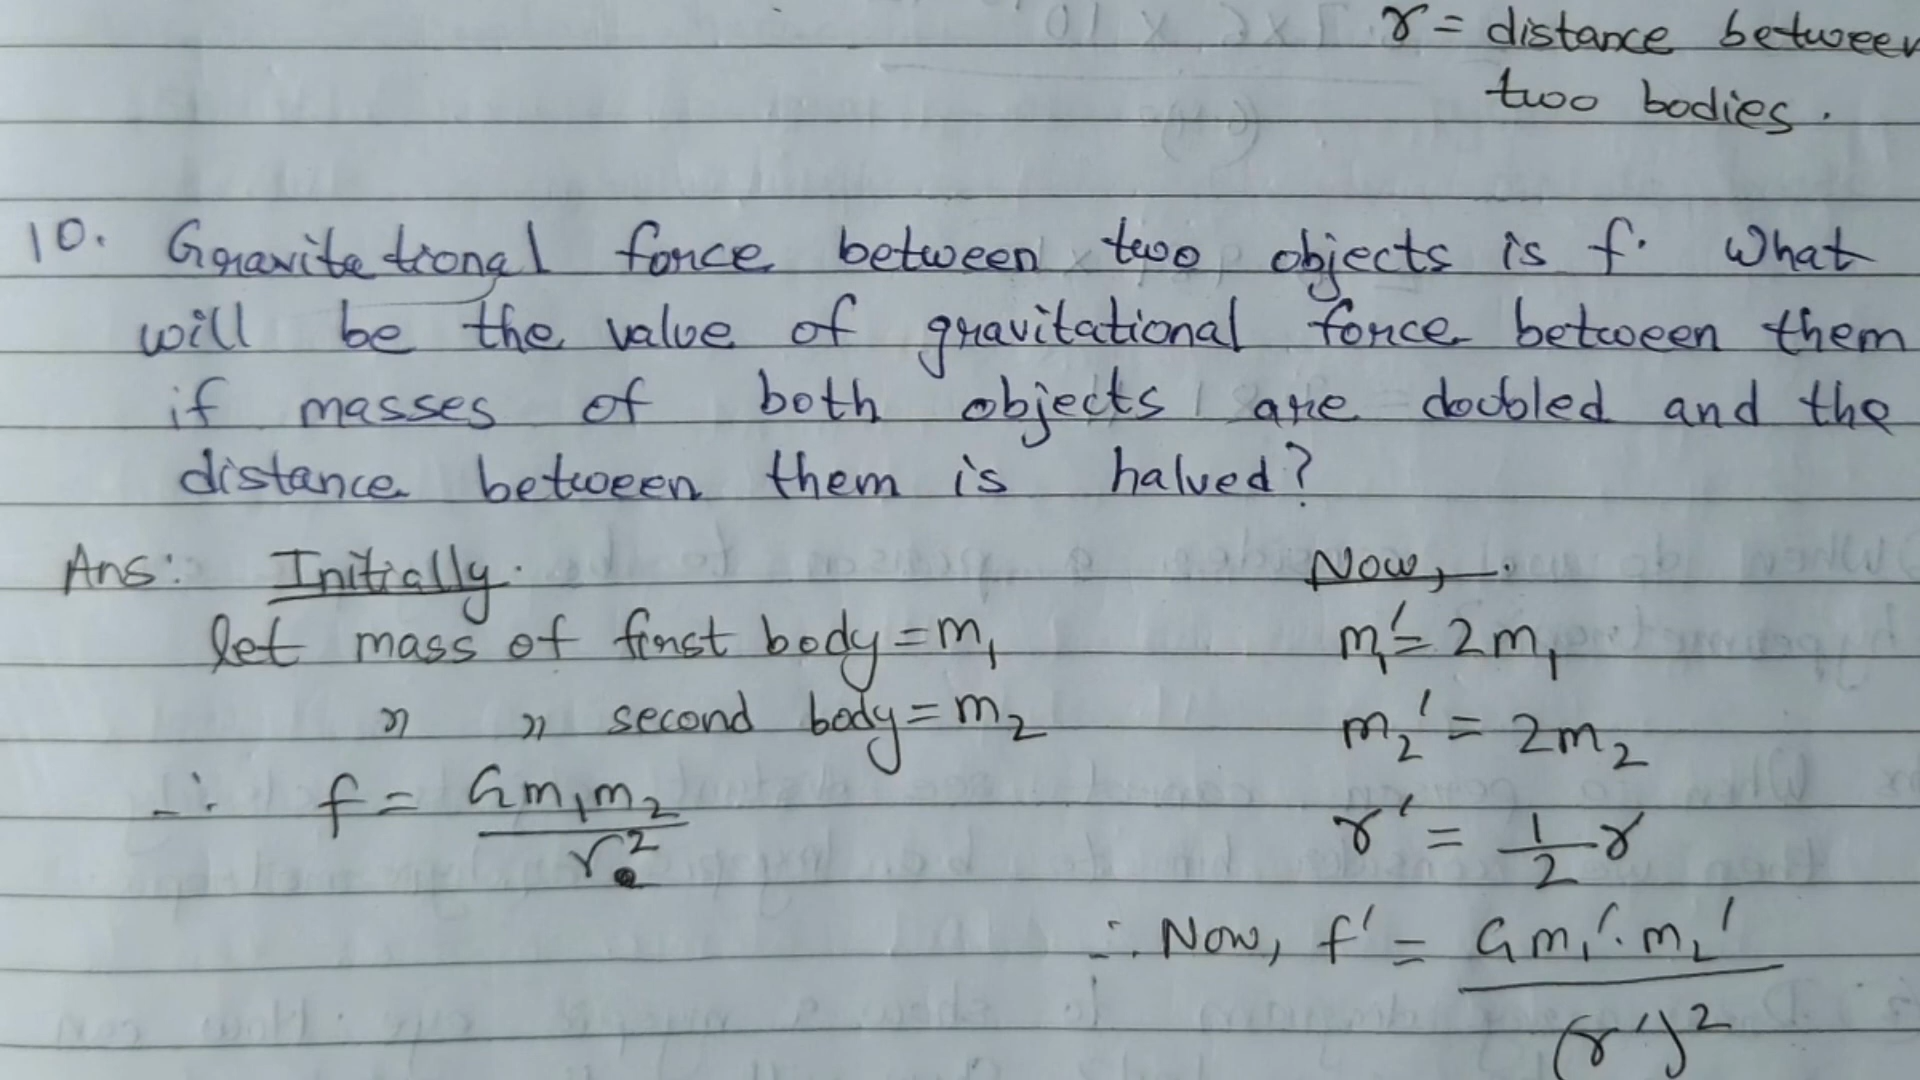 r = distance between
two bodies.
10. Gravitational force between two objects is f. What
will be the value of gravitational force between them
if masses of both objects are doubled and the
distance between them is halved?
Ans: Initially. Now,
let mass of first body = m₁ m₁' = 2m₁
" " second body = m₂ m₂' = 2m₂
∴ f = Gm₁m₂ / r² r' = 1/2 r
∴ Now, f' = Gm₁'. m₂' / (r')²